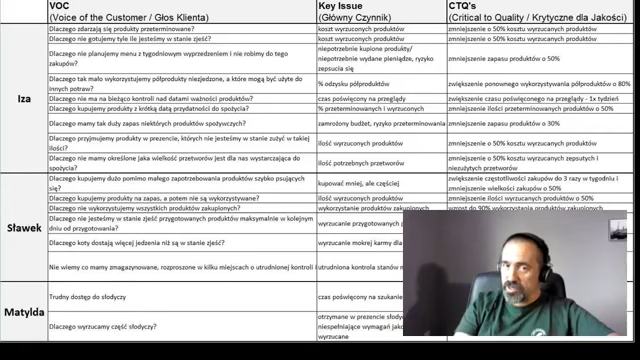 VOC
(Voice of the Customer / Głos Klienta)
Key Issue
(Główny Czynnik)
CTQ's
(Critical to Quality / Krytyczne dla Jakości)
Iza
Dlaczego zdarzają się produkty przeterminowane?
koszt wyrzuconych produktów
zmniejszenie o 50% kosztu wyrzucanych produktów
Dlaczego nie gotujemy tyle ile jesteśmy w stanie zjeść?
koszt wyrzuconych produktów
zmniejszenie o 50% kosztu wyrzucanych produktów
Dlaczego nie planujemy menu z tygodniowym wyprzedzeniem i nie robimy do tego
zakupów?
niepotrzebnie kupione produkty/
niepotrzebnie wydane pieniądze, ryzyko
zepsucia się
zmniejszenie zapasu produktów o 50%
Dlaczego tak mało wykorzystujemy półprodukty niezjedzone, a które mogą być użyte do
innych potraw?
% odzysku półproduktów
zwiększenie ponownego wykorzystywania półproduktów o 80%
Dlaczego nie ma na bieżąco kontroli nad datami ważności produktów?
czas poświęcony na przeglądy
zwiększenie czasu poświęconego na przeglądy - 1x tydzień
Dlaczego kupujemy produkty z krótką datą przydatności do spożycia?
% przeterminowanych i wyrzuconych
zmniejszenie ilości przeterminowanych produktów o 50%
Dlaczego mamy tak duży zapas niektórych produktów spożywczych?
zamrożony budżet, ryzyko przeterminowania
zmniejszenie zapasu produktów o 30%
Dlaczego przyjmujemy produkty w prezencie, których nie jesteśmy w stanie zużyć w takiej
ilości?
ilość wyrzuconych produktów
zmniejszenie o 50% kosztu wyrzucanych produktów
Dlaczego nie mamy określone jaka wielkość przetworów jest dla nas wystarczająca do
spożycia?
ilość potrzebnych przetworów
zmniejszenie o 50% kosztu wyrzucanych zepsutych i
niezużytych przetworów
Sławek
Dlaczego kupujemy dużo pomimo małego zapotrzebowania produkty szybko psujących
się?
kupować mniej, ale częściej
zwiększenie częstotliwości zakupów do 3 razy w tygodniu i
zmniejszenie wielkości zakupów o 50%
Dlaczego kupujemy produkty na zapas, a potem nie są wykorzystywane?
ilość wyrzuconych produktów
zmniejszenie ilości wyrzuconych produktów o 50%
Dlaczego nie wykorzystujemy wszystkich produktów zakupionych?
wykorzystanie produktów zakupionych
wzrost do 90% wykorzystania produktów zakupionych
Dlaczego nie jesteśmy w stanie zjeść przygotowanych produktów maksymalnie w kolejnym
dniu od przygotowania?
wyrzucanie przygotowanych
Dlaczego koty dostają więcej jedzenia niż są w stanie zjeść?
wyrzucanie mokrej karmy dla
Nie wiemy co mamy zmagazynowane, rozproszone w kilku miejscach o utrudnionej kontroli
utrudniona kontrola stanów
Matylda
Trudny dostęp do słodyczy
czas poświęcony na szukanie
Dlaczego wyrzucamy część słodyczy?
otrzymane w prezencie słodycze
niespełniające wymagań
wyrzucane